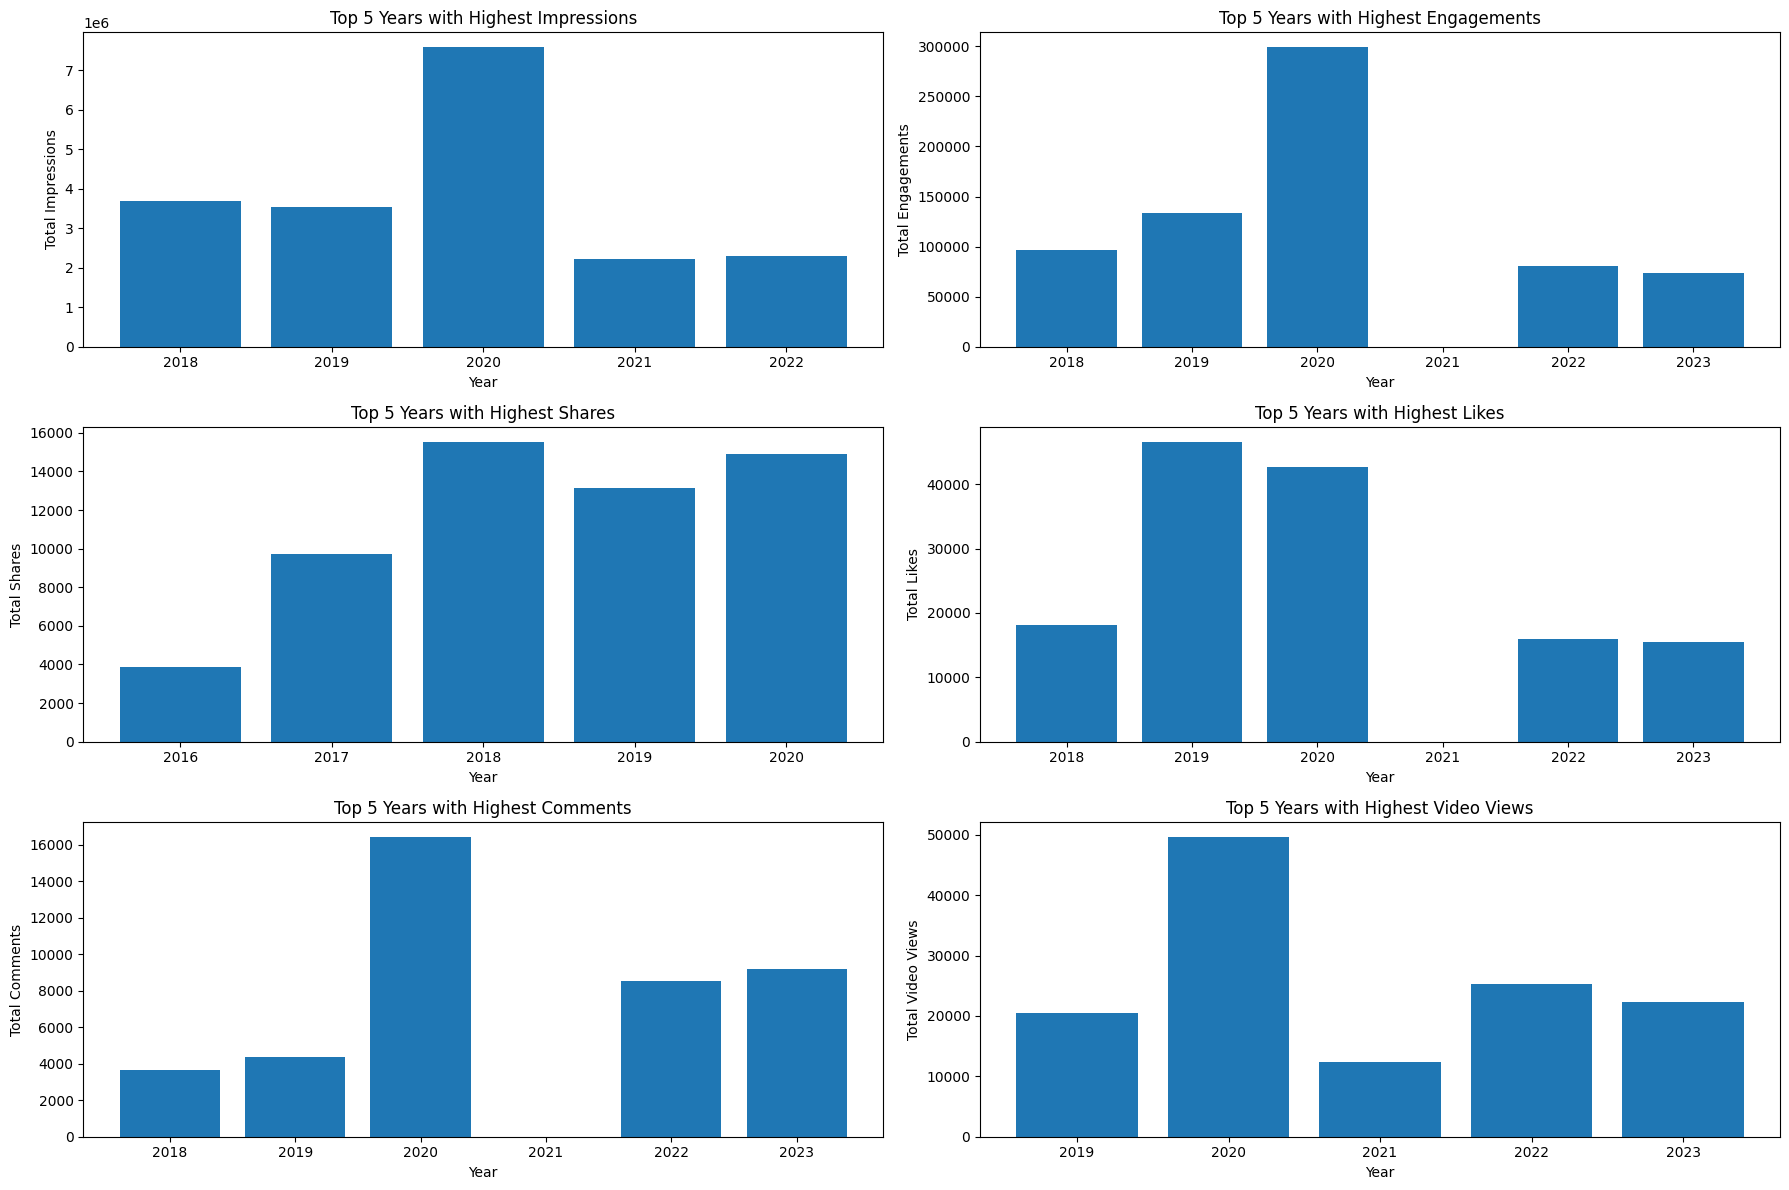 Top 5 Years with Highest Impressions
1e6
7
6
5
4
3
2
1
0
Total Impressions
2018 2019 2020 2021 2022
Year
Top 5 Years with Highest Engagements
300000
250000
200000
150000
100000
50000
0
Total Engagements
2018 2019 2020 2021 2022 2023
Year
Top 5 Years with Highest Shares
16000
14000
12000
10000
8000
6000
4000
2000
0
Total Shares
2016 2017 2018 2019 2020
Year
Top 5 Years with Highest Likes
40000
30000
20000
10000
0
Total Likes
2018 2019 2020 2021 2022 2023
Year
Top 5 Years with Highest Comments
16000
14000
12000
10000
8000
6000
4000
2000
0
Total Comments
2018 2019 2020 2021 2022 2023
Year
Top 5 Years with Highest Video Views
50000
40000
30000
20000
10000
0
Total Video Views
2019 2020 2021 2022 2023
Year